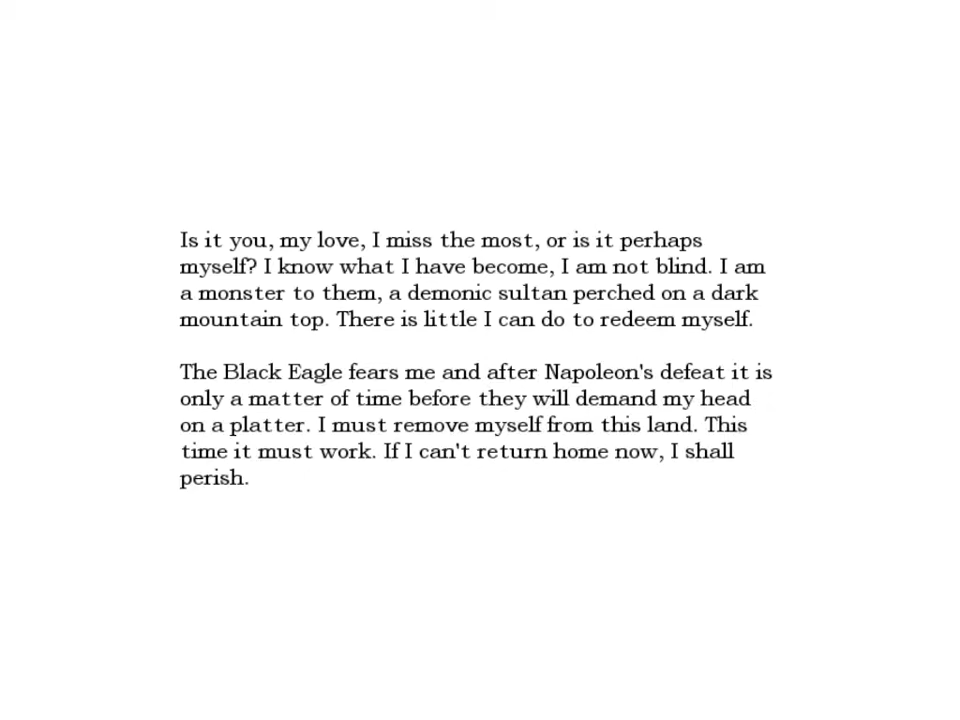 Is it you, my love, I miss the most, or is it perhaps
myself? I know what I have become, I am not blind. I am
a monster to them, a demonic sultan perched on a dark
mountain top. There is little I can do to redeem myself.
The Black Eagle fears me and after Napoleon's defeat it is
only a matter of time before they will demand my head
on a platter. I must remove myself from this land. This
time it must work. If I can't return home now, I shall
perish.